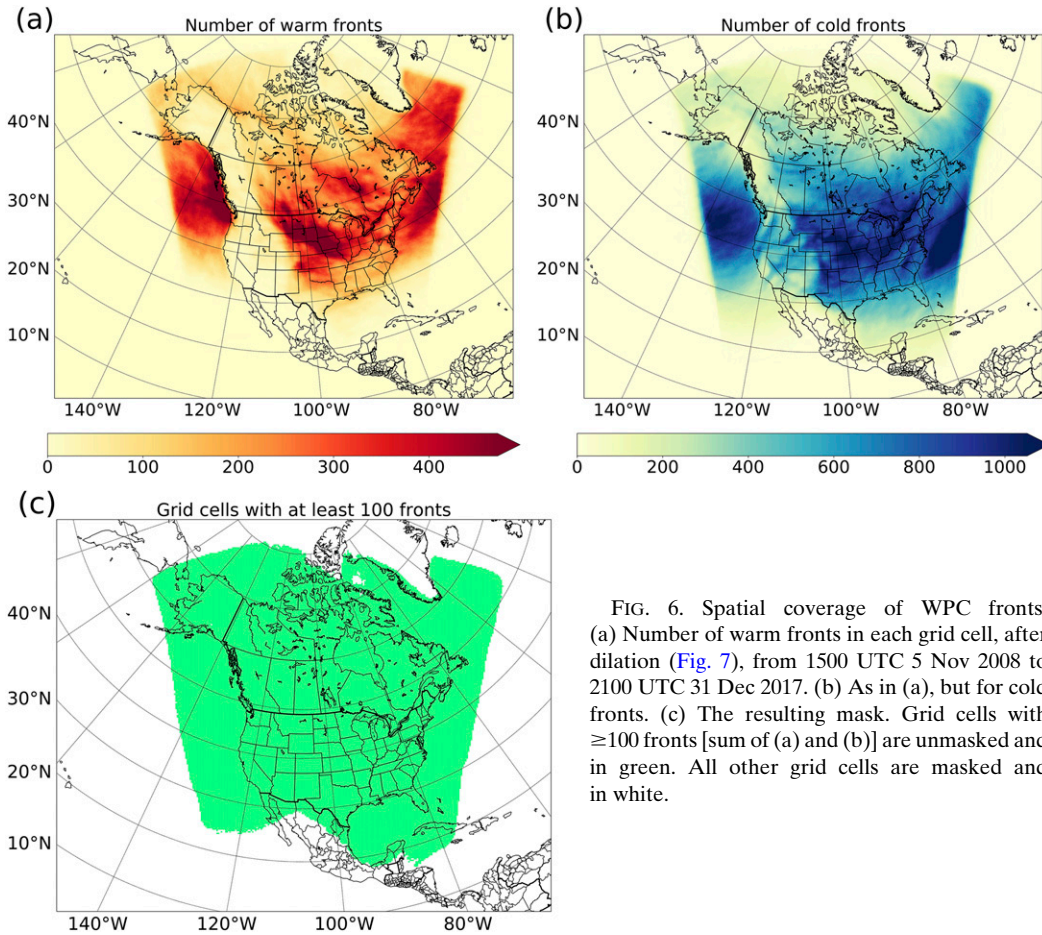 (a)
Number of warm fronts
40°N
30°N
20°N
10°N
140°W 120°W 100°W 80°W
0 100 200 300 400
(b)
Number of cold fronts
40°N
30°N
20°N
10°N
140°W 120°W 100°W 80°W
0 200 400 600 800 1000
(c)
Grid cells with at least 100 fronts
40°N
30°N
20°N
10°N
140°W 120°W 100°W 80°W
FIG. 6. Spatial coverage of WPC fronts
(a) Number of warm fronts in each grid cell, after
dilation (Fig. 7), from 1500 UTC 5 Nov 2008 to
2100 UTC 31 Dec 2017. (b) As in (a), but for cold
fronts. (c) The resulting mask. Grid cells with
≥100 fronts [sum of (a) and (b)] are unmasked and
in green. All other grid cells are masked and
in white.